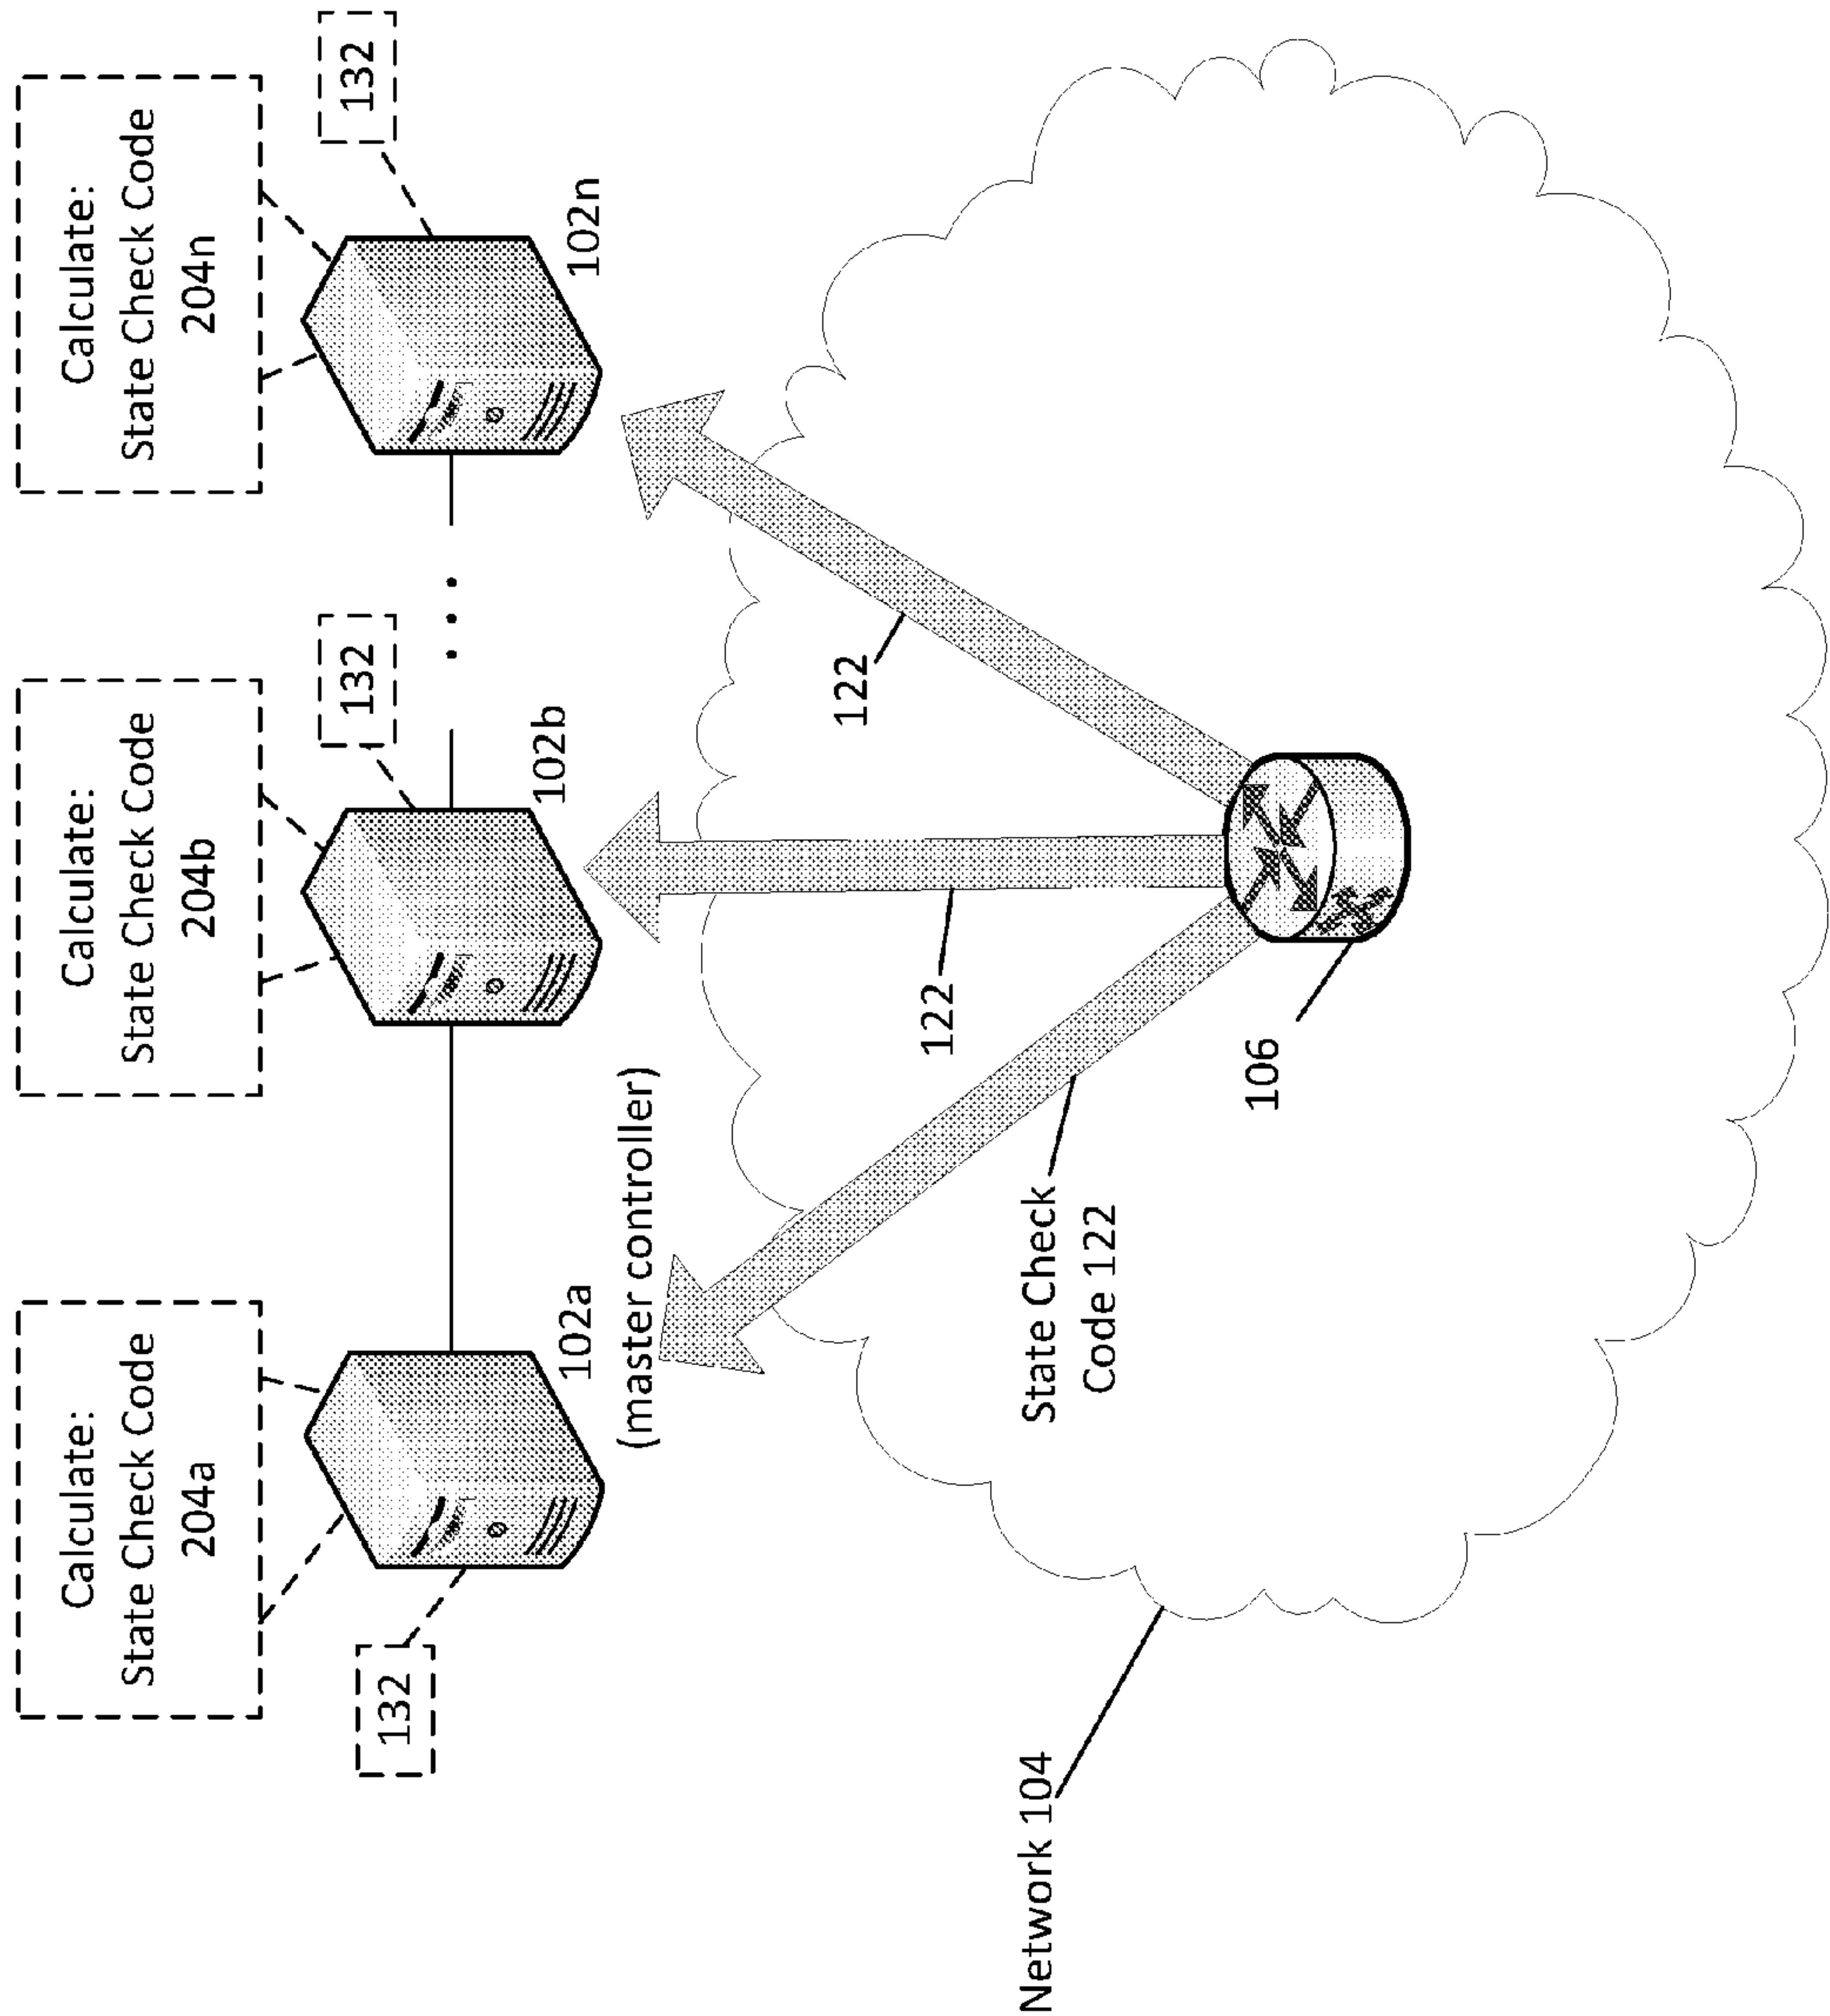 Calculate:
State Check Code
204a
Calculate:
State Check Code
204b
Calculate:
State Check Code
204n
132
132
132
102a
(master controller)
102b
...
102n
State Check
Code 122
122
122
106
Network 104